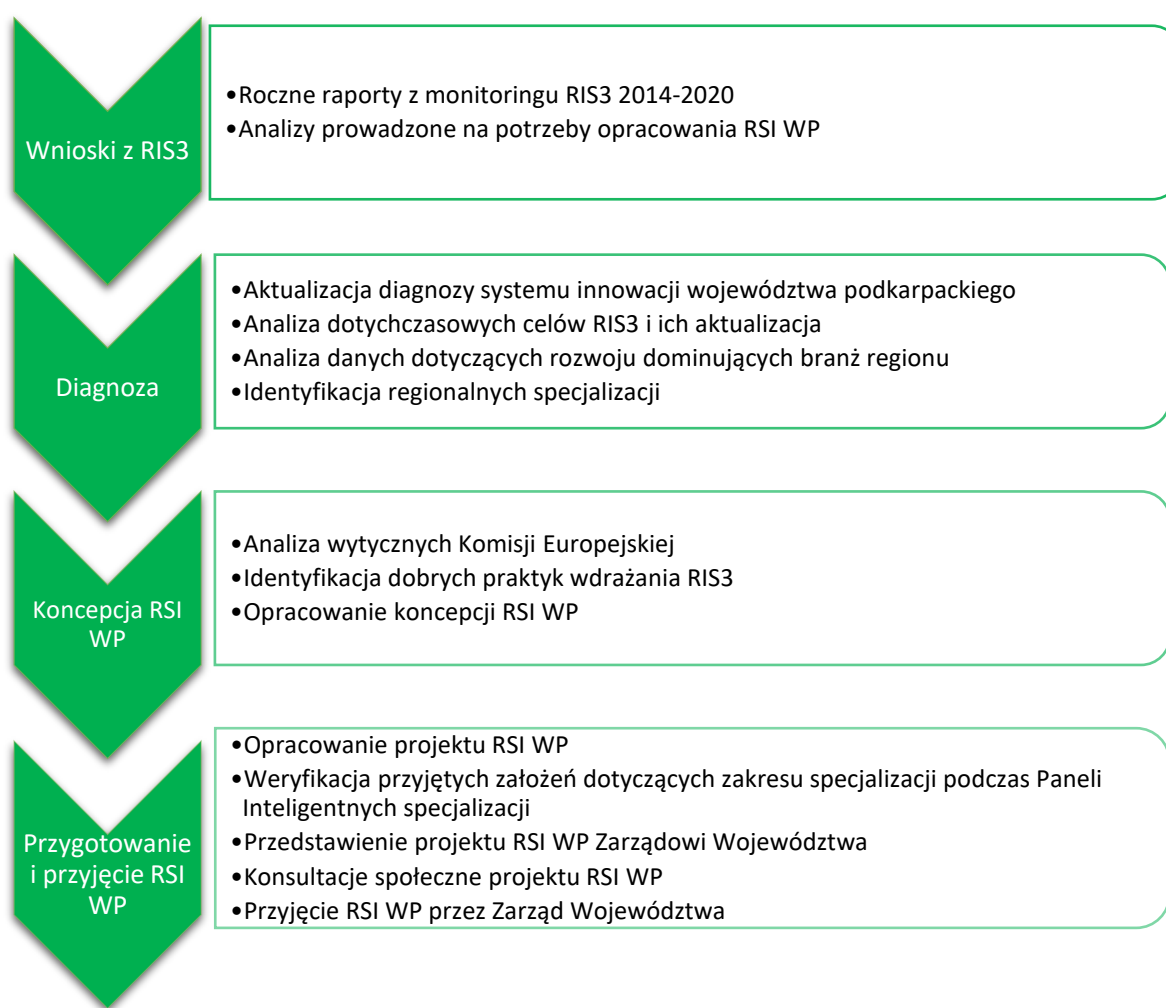 Wnioski z RIS3
•Roczne raporty z monitoringu RIS3 2014-2020
•Analizy prowadzone na potrzeby opracowania RSI WP
Diagnoza
•Aktualizacja diagnozy systemu innowacji województwa podkarpackiego
•Analiza dotychczasowych celów RIS3 i ich aktualizacja
•Analiza danych dotyczących rozwoju dominujących branż regionu
•Identyfikacja regionalnych specjalizacji
Koncepcja RSI
WP
•Analiza wytycznych Komisji Europejskiej
•Identyfikacja dobrych praktyk wdrażania RIS3
•Opracowanie koncepcji RSI WP
Przygotowanie
i przyjęcie RSI
WP
•Opracowanie projektu RSI WP
•Weryfikacja przyjętych założeń dotyczących zakresu specjalizacji podczas Paneli
Inteligentnych specjalizacji
•Przedstawienie projektu RSI WP Zarządowi Województwa
•Konsultacje społeczne projektu RSI WP
•Przyjęcie RSI WP przez Zarząd Województwa